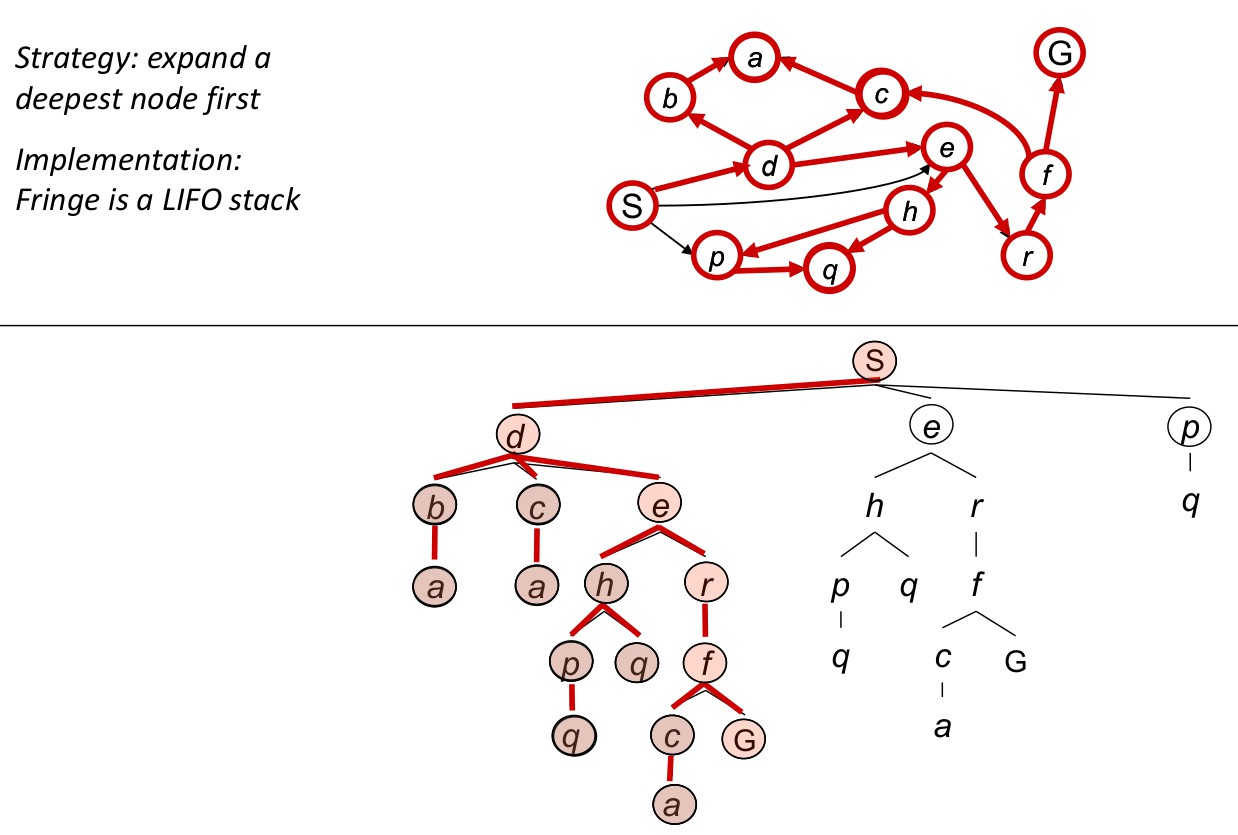 Strategy: expand a
deepest node first
Implementation:
Fringe is a LIFO stack
a
G
b
c
e
d
f
S
h
p
q
r
S
d
e
p
b
c
e
h
r
q
a
a
h
r
p
q
f
p
q
f
q
c
G
q
c
G
a
a